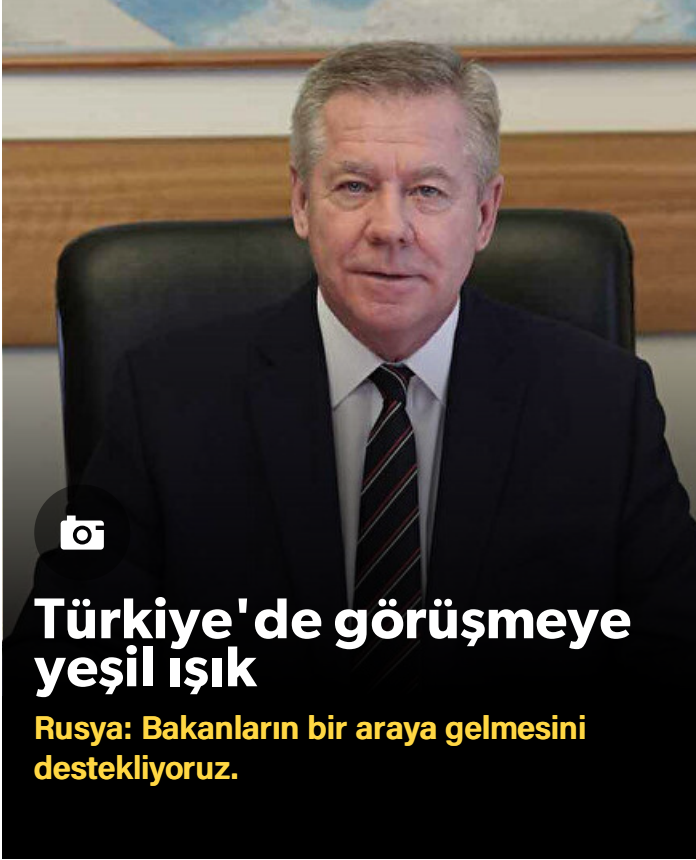 Türkiye'de görüşmeye
yeşil ışık
Rusya: Bakanların bir araya gelmesini
destekliyoruz.